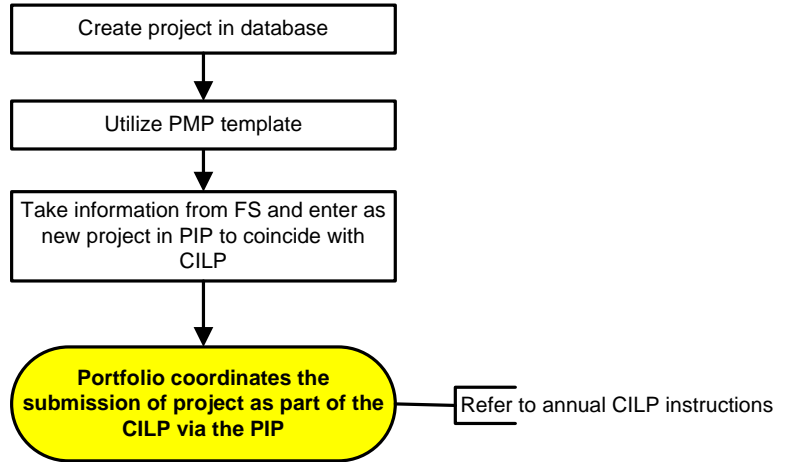 Create project in database
Utilize PMP template
Take information from FS and enter as
new project in PIP to coincide with
CILP
Portfolio coordinates the
submission of project as part of the
CILP via the PIP
Refer to annual CILP instructions